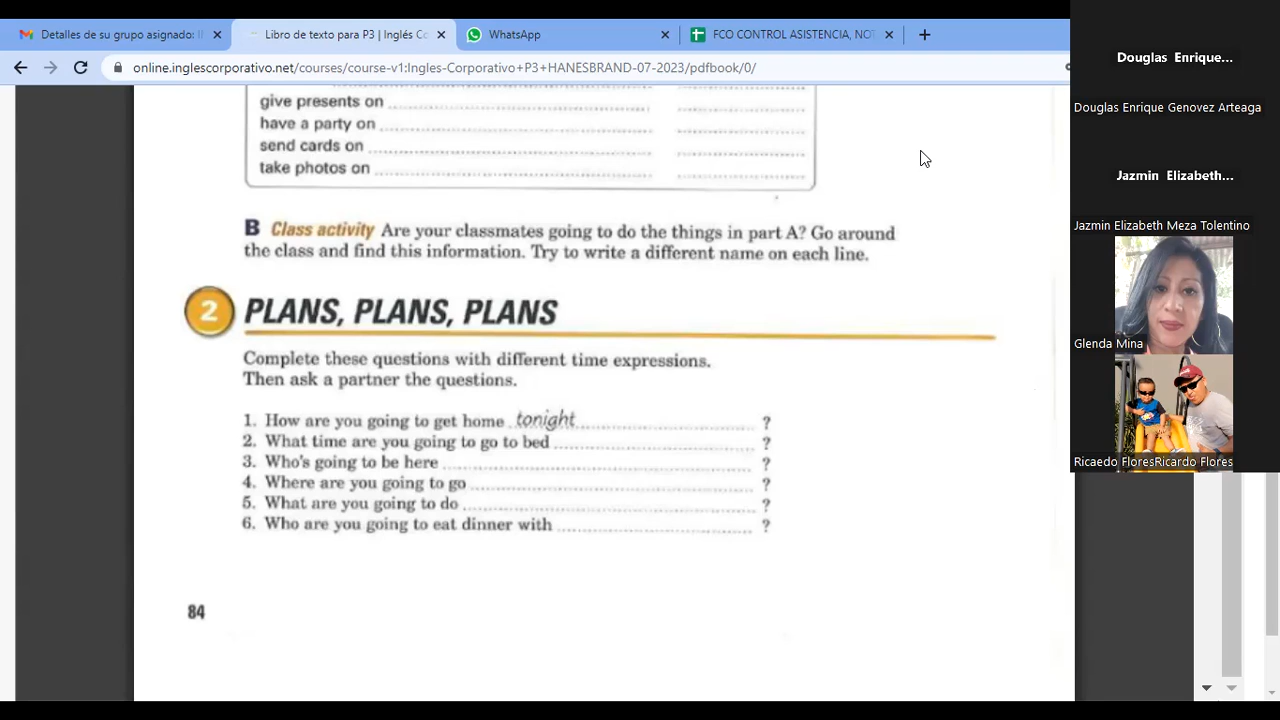 Detalles de su grupo asignado: I
Libro de texto para P3 | Inglés Co
WhatsApp
FCO CONTROL ASISTENCIA, NOT
online.inglescorporativo.net/courses/course-v1:Ingles-Corporativo+P3+HANESBRAND-07-2023/pdfbook/0/
give presents on
have a party on
send cards on
take photos on
B Class activity Are your classmates going to do the things in part A? Go around
the class and find this information. Try to write a different name on each line.
2 PLANS, PLANS, PLANS
Complete these questions with different time expressions.
Then ask a partner the questions.
1. How are you going to get home tonight ?
2. What time are you going to go to bed ?
3. Who's going to be here ?
4. Where are you going to go ?
5. What are you going to do ?
6. Who are you going to eat dinner with ?
84
Douglas Enrique...
Douglas Enrique Genovez Arteaga
Jazmin Elizabeth...
Jazmin Elizabeth Meza Tolentino
Glenda Mina
Ricaedo FloresRicardo Flores